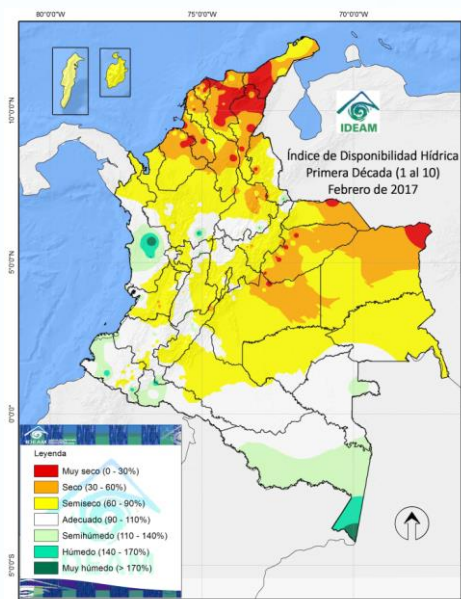 80°0'0"W
75°0'0"W
70°0'0"W
10°0'0"N
IDEAM
Índice de Disponibilidad Hídrica
Primera Década (1 al 10)
Febrero de 2017
5°0'0"N
0°0'0"
IDEAM
Leyenda
Muy seco (0 - 30%)
Seco (30 - 60%)
Semiseco (60 - 90%)
Adecuado (90 - 110%)
Semihúmedo (110 - 140%)
Húmedo (140 - 170%)
Muy húmedo (> 170%)
5°0'0"S